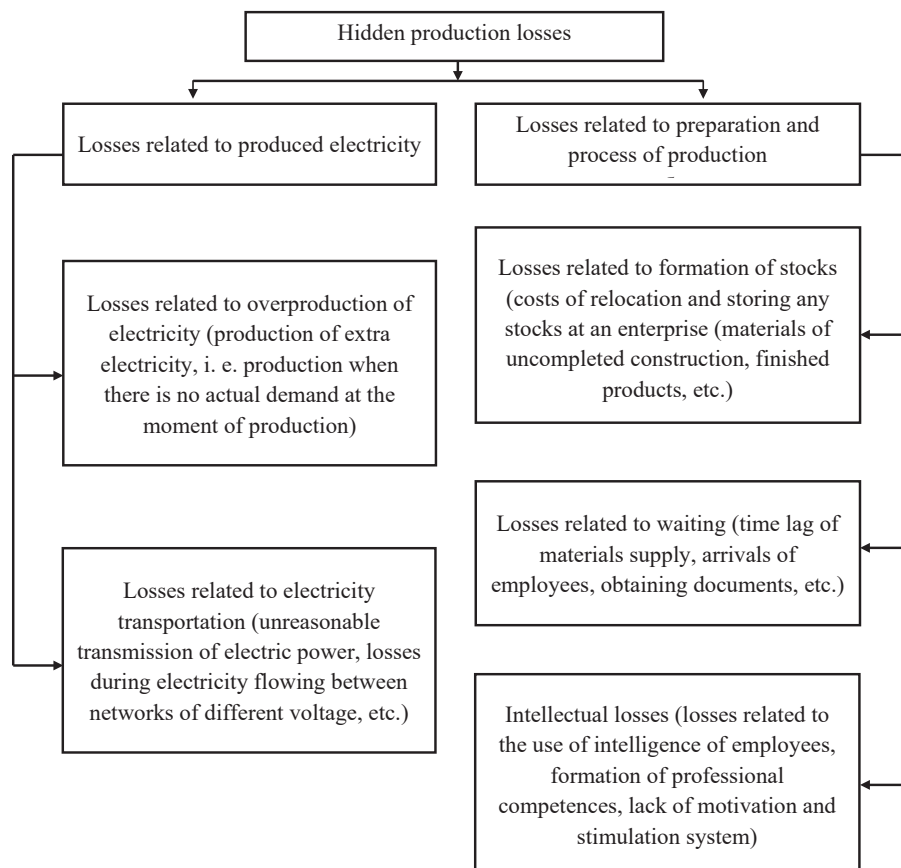 Hidden production losses
Losses related to produced electricity
Losses related to preparation and
process of production
Losses related to overproduction of
electricity (production of extra
electricity, i. e. production when
there is no actual demand at the
moment of production)
Losses related to electricity
transportation (unreasonable
transmission of electric power, losses
during electricity flowing between
networks of different voltage, etc.)
Losses related to formation of stocks
(costs of relocation and storing any
stocks at an enterprise (materials of
uncompleted construction, finished
products, etc.)
Losses related to waiting (time lag of
materials supply, arrivals of
employees, obtaining documents, etc.)
Intellectual losses (losses related to
the use of intelligence of employees,
formation of professional
competences, lack of motivation and
stimulation system)